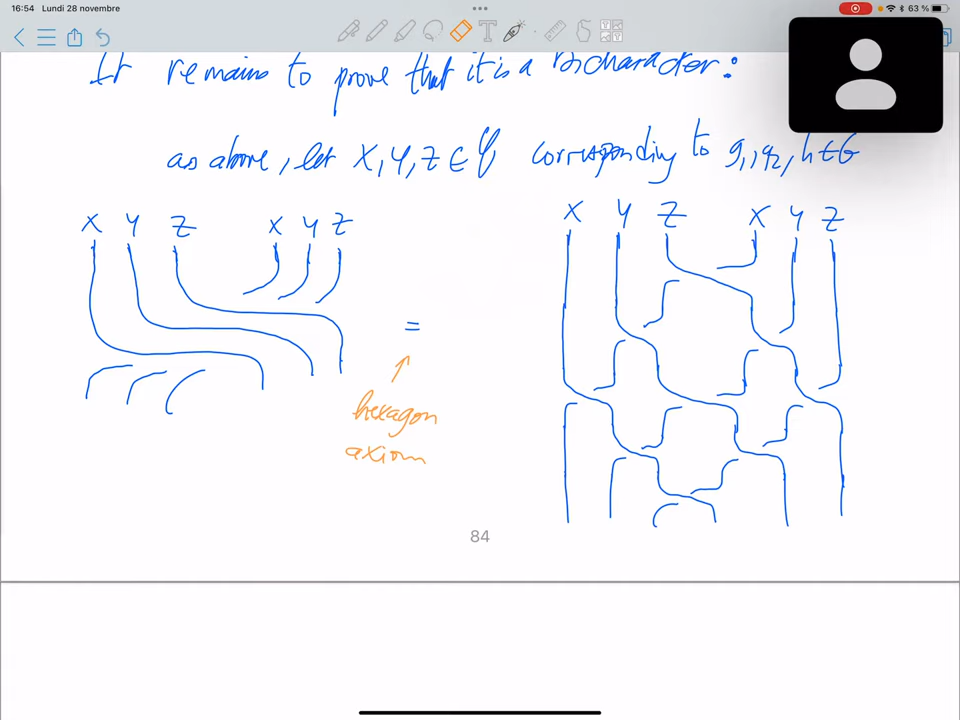 16:54 Lundi 28 novembre
63 %
It remains to prove that it is a bicharacter:
as above, let X, Y, Z ∈ 𝒞 corresponding to g₁, g₂, h ∈ G
X Y Z X Y Z
X Y Z X Y Z
=
hexagon
axiom
84